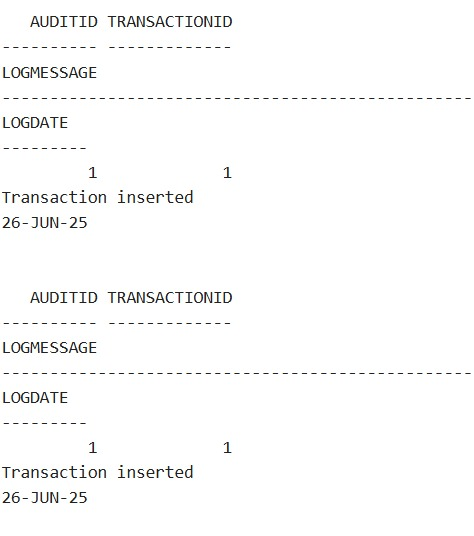 AUDITID TRANSACTIONID
---------- -------------
LOGMESSAGE
-------------------------------------------------
LOGDATE
---------
         1             1
Transaction inserted
26-JUN-25

   AUDITID TRANSACTIONID
---------- -------------
LOGMESSAGE
-------------------------------------------------
LOGDATE
---------
         1             1
Transaction inserted
26-JUN-25